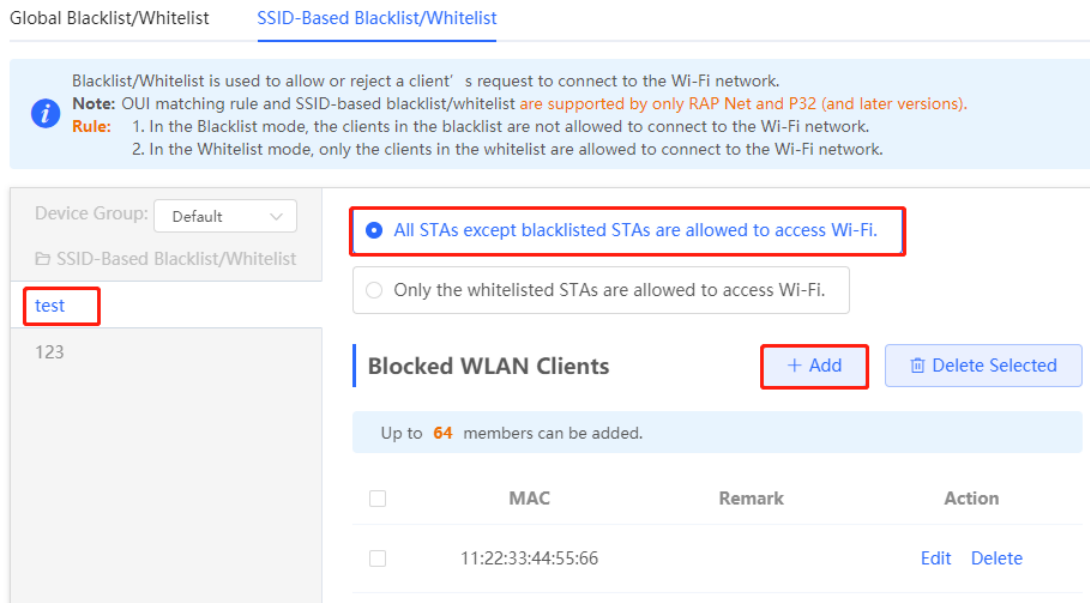 Global Blacklist/Whitelist SSID-Based Blacklist/Whitelist
Blacklist/Whitelist is used to allow or reject a client’ s request to connect to the Wi-Fi network.
Note: OUI matching rule and SSID-based blacklist/whitelist are supported by only RAP Net and P32 (and later versions).
Rule: 1. In the Blacklist mode, the clients in the blacklist are not allowed to connect to the Wi-Fi network.
2. In the Whitelist mode, only the clients in the whitelist are allowed to connect to the Wi-Fi network.
Device Group: Default
SSID-Based Blacklist/Whitelist
test
123
All STAs except blacklisted STAs are allowed to access Wi-Fi.
Only the whitelisted STAs are allowed to access Wi-Fi.
Blocked WLAN Clients + Add Delete Selected
Up to 64 members can be added.
MAC Remark Action
11:22:33:44:55:66 Edit Delete